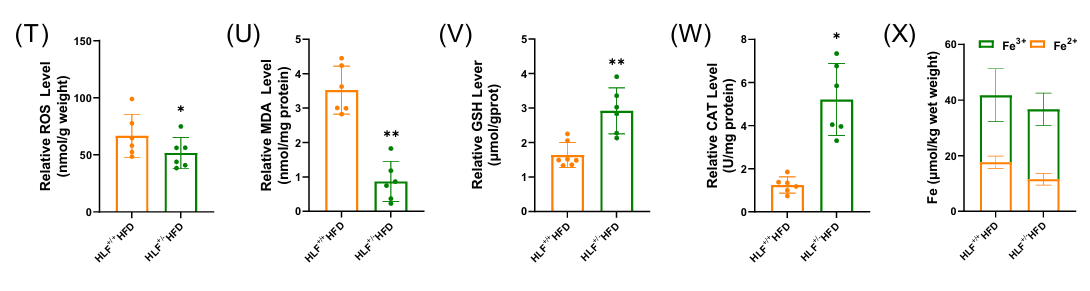 (T)
Relative ROS Level
(nmol/g weight)
150
100
50
0
*
HLF+/+HFD
HLF+/-HFD
(U)
Relative MDA Level
(nmol/mg protein)
5
4
3
2
1
0
**
HLF+/+HFD
HLF+/-HFD
(V)
Relative GSH Lever
(μmol/gprot)
5
4
3
2
1
0
**
HLF+/+HFD
HLF+/-HFD
(W)
Relative CAT Level
(U/mg protein)
8
6
4
2
0
*
HLF+/+HFD
HLF+/-HFD
(X)
Fe3+ Fe2+
Fe (μmol/kg wet weight)
60
40
20
0
HLF+/+HFD
HLF+/-HFD